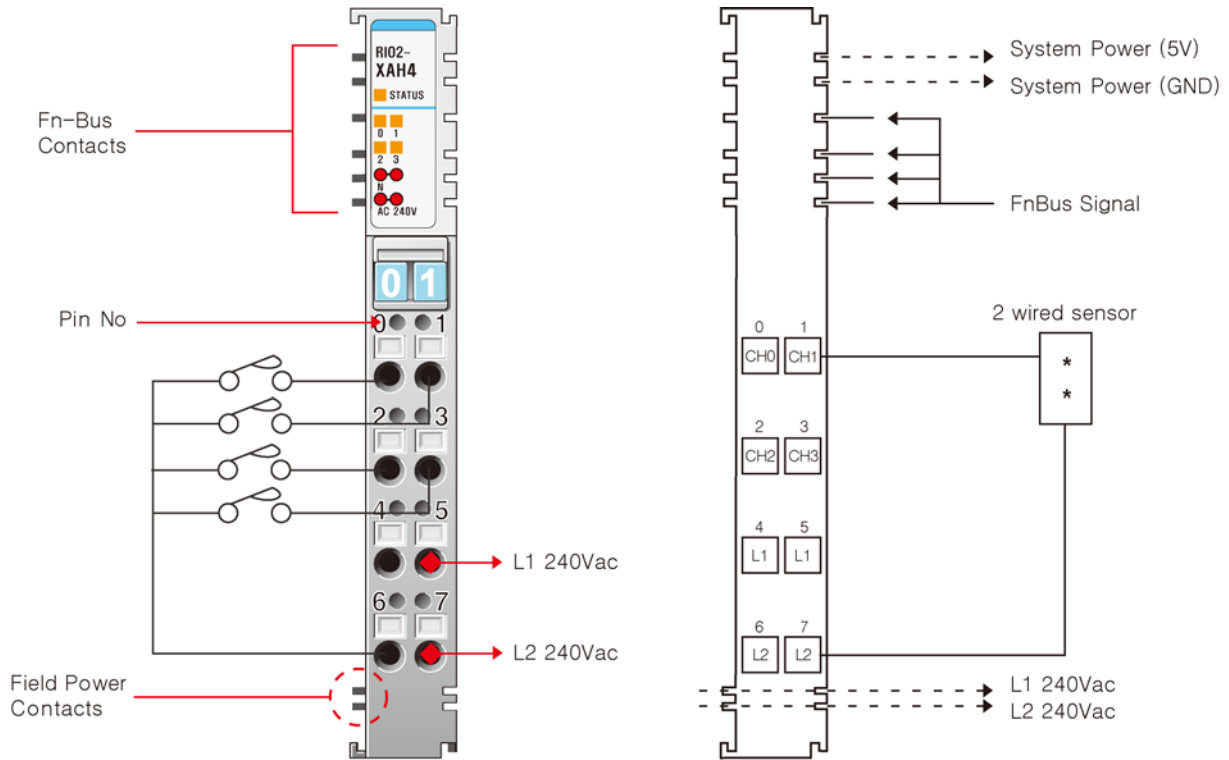 RIO2-
XAH4
STATUS
0 1
2 3
N
AC 240V
Fn-Bus
Contacts
01
Pin No
0 1
2 3
4 5
L1 240Vac
6 7
L2 240Vac
Field Power
Contacts
System Power (5V)
System Power (GND)
FnBus Signal
2 wired sensor
*
*
0 1
CH0 CH1
2 3
CH2 CH3
4 5
L1 L1
6 7
L2 L2
L1 240Vac
L2 240Vac